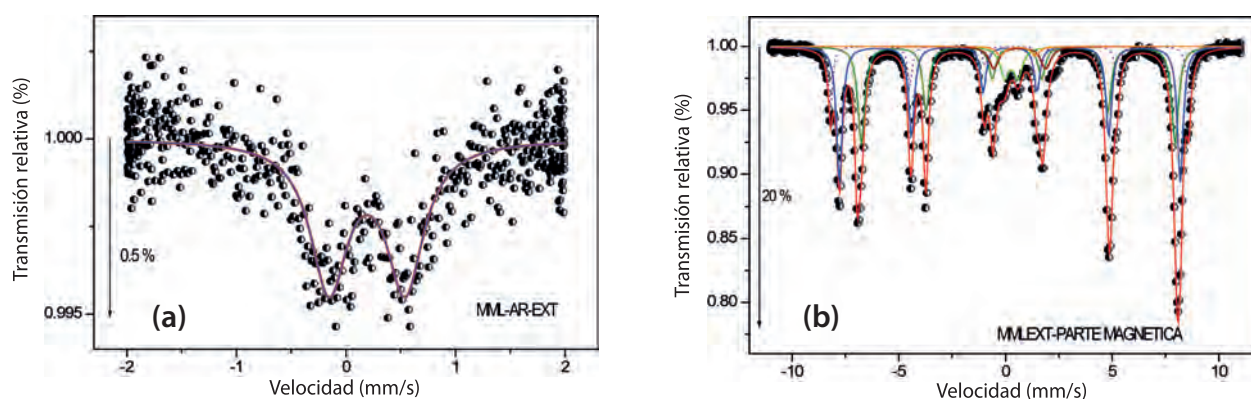 Transmisión relativa (%)
1.000
0.995
0.5 %
(a)
MML-AR-EXT
-2
-1
0
1
2
Velocidad (mm/s)
Transmisión relativa (%)
1.00
0.95
0.90
0.85
0.80
20 %
(b)
MMLEXT-PARTE MAGNETICA
-10
-5
0
5
10
Velocidad (mm/s)